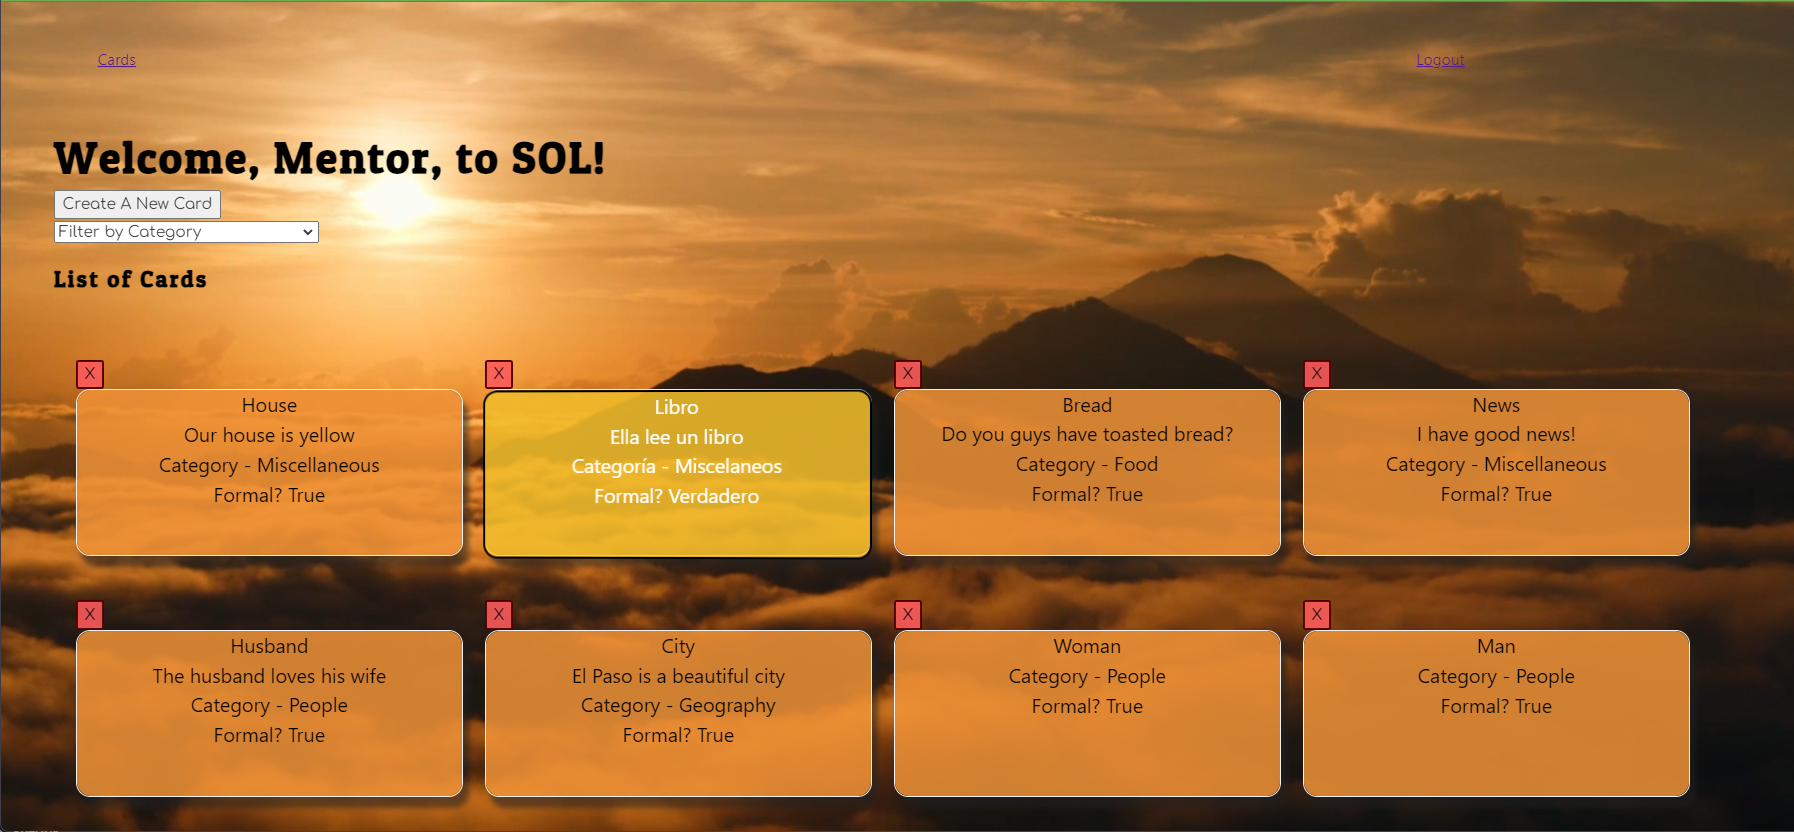 Cards
Logout
Welcome, Mentor, to SOL!
Create A New Card
Filter by Category
List of Cards
X
House
Our house is yellow
Category - Miscellaneous
Formal? True
X
Libro
Ella lee un libro
Categoría - Miscelaneos
Formal? Verdadero
X
Bread
Do you guys have toasted bread?
Category - Food
Formal? True
X
News
I have good news!
Category - Miscellaneous
Formal? True
X
Husband
The husband loves his wife
Category - People
Formal? True
X
City
El Paso is a beautiful city
Category - Geography
Formal? True
X
Woman
Category - People
Formal? True
X
Man
Category - People
Formal? True